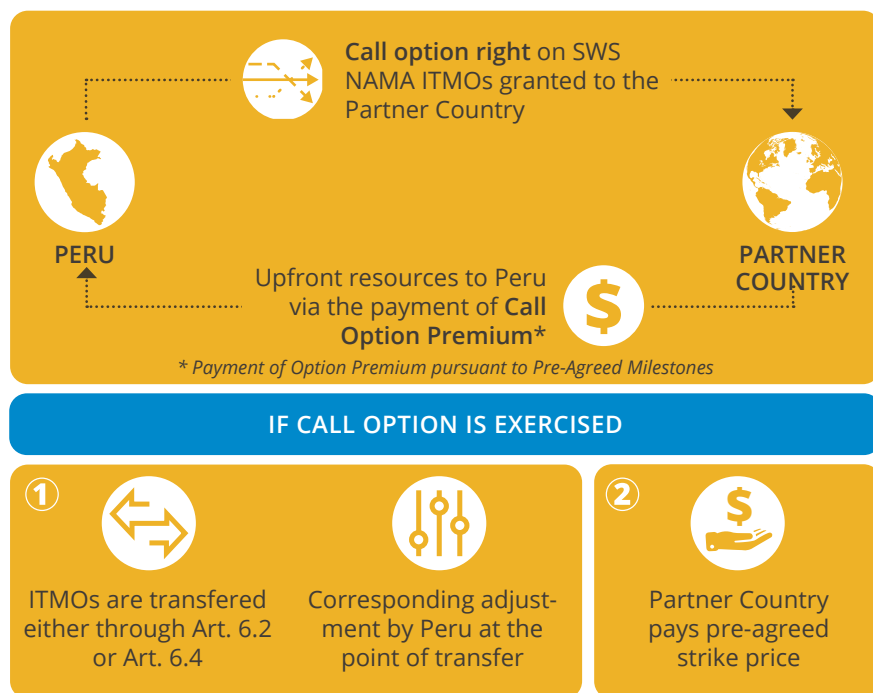 Call option right on SWS
NAMA ITMOs granted to the
Partner Country
PERU
PARTNER
COUNTRY
Upfront resources to Peru
via the payment of Call
Option Premium*
$
* Payment of Option Premium pursuant to Pre-Agreed Milestones
IF CALL OPTION IS EXERCISED
1
ITMOs are transfered
either through Art. 6.2
or Art. 6.4
Corresponding adjust-
ment by Peru at the
point of transfer
2
$
Partner Country
pays pre-agreed
strike price